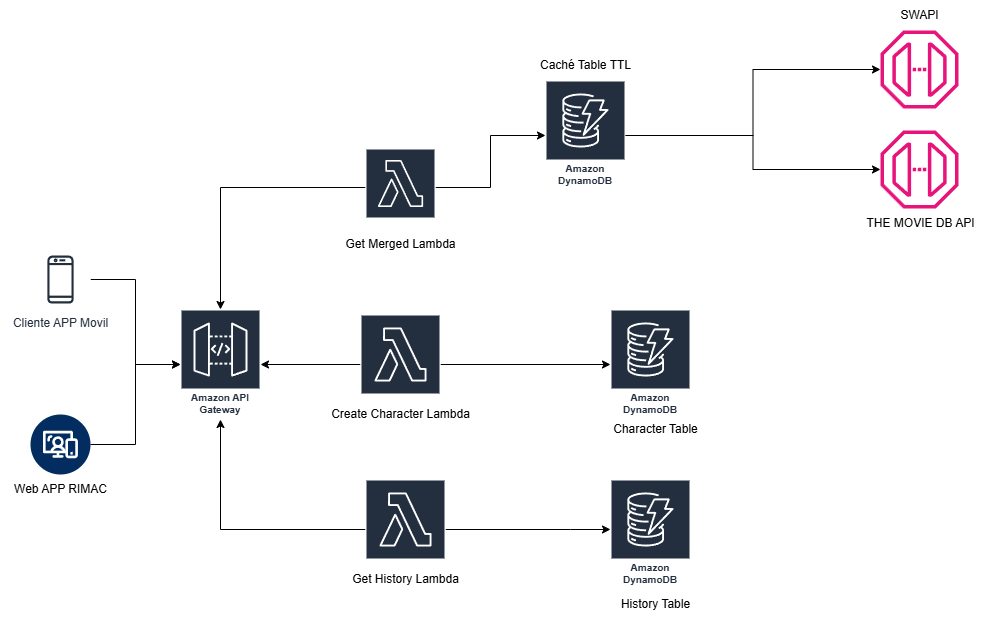 SWAPI
Caché Table TTL
Amazon
DynamoDB
THE MOVIE DB API
Get Merged Lambda
Cliente APP Movil
</>
Amazon API
Gateway
Create Character Lambda
Amazon
DynamoDB
Character Table
Web APP RIMAC
Get History Lambda
Amazon
DynamoDB
History Table